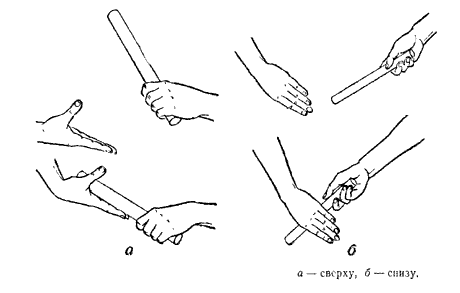 а б
а — сверху, б — снизу.